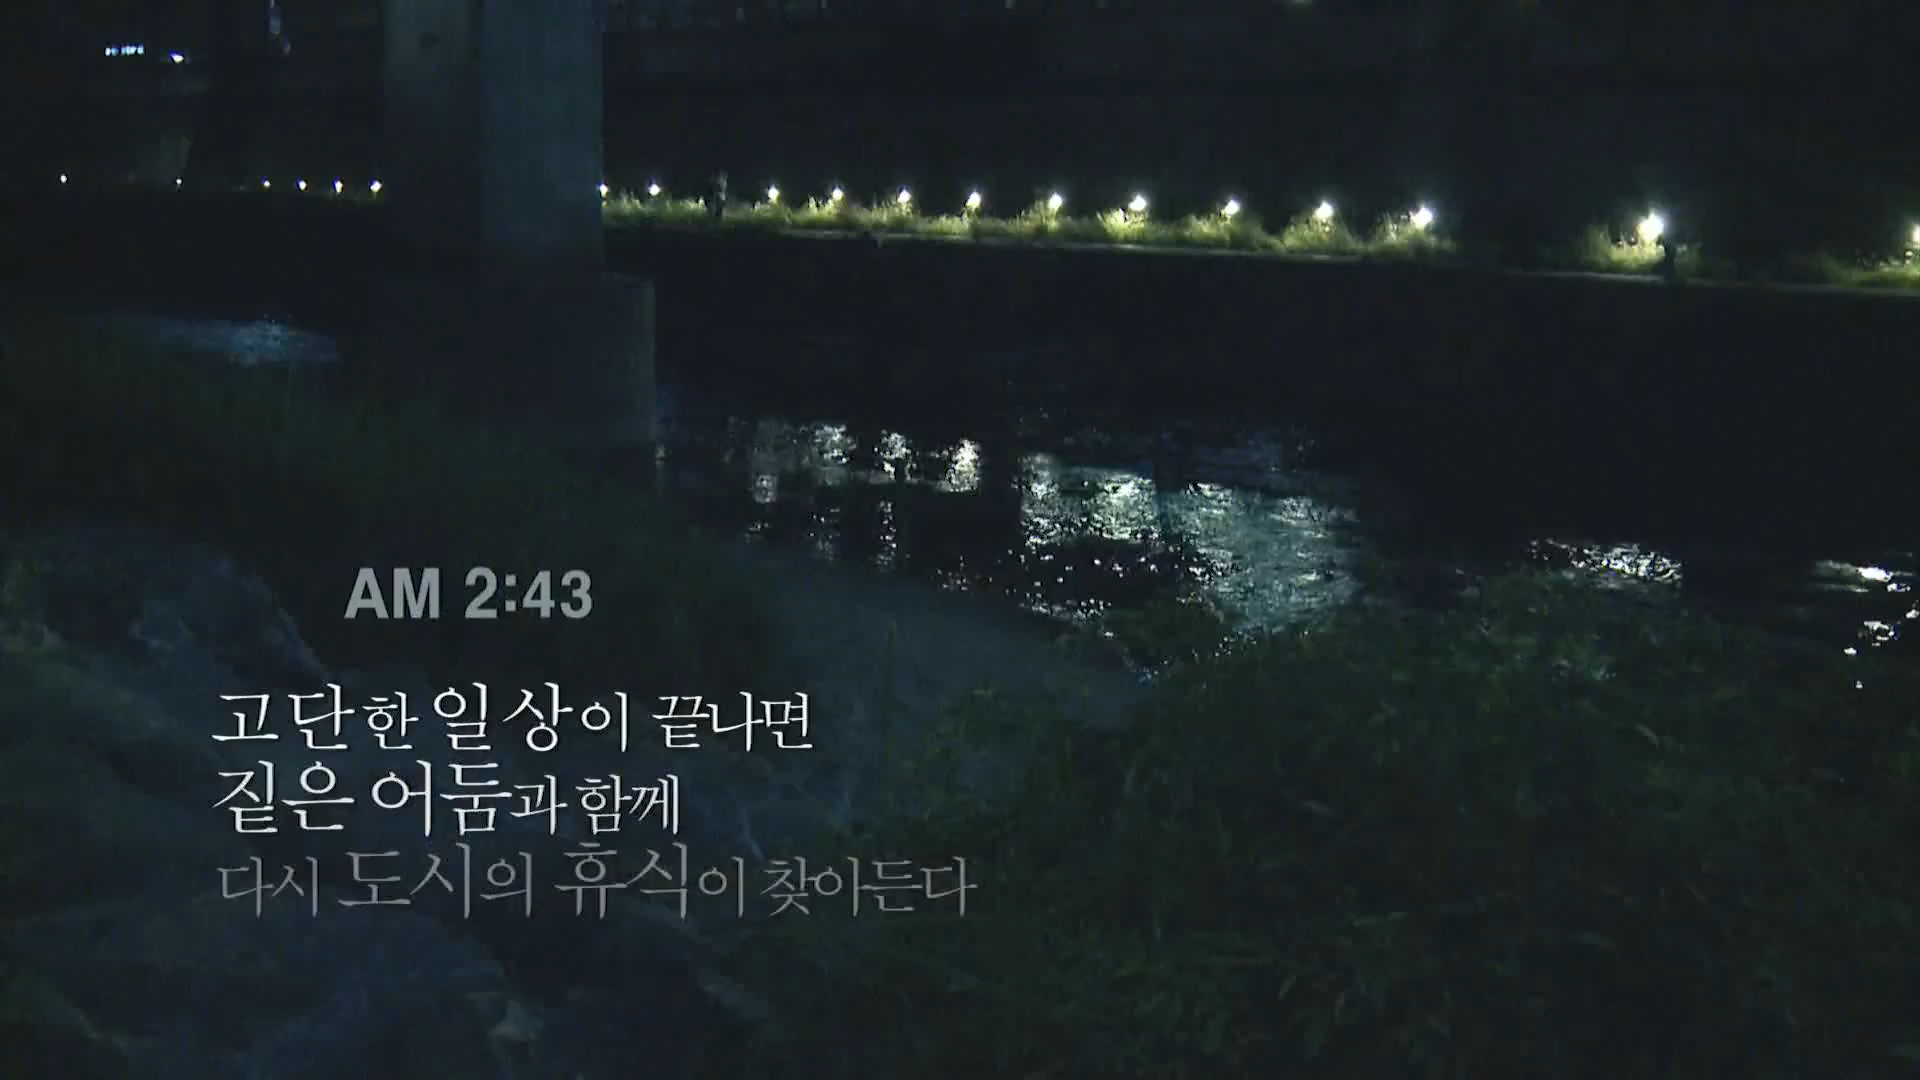 AM 2:43
고단한 일상이 끝나면
짙은 어둠과 함께
다시 도시의 휴식이 찾아든다